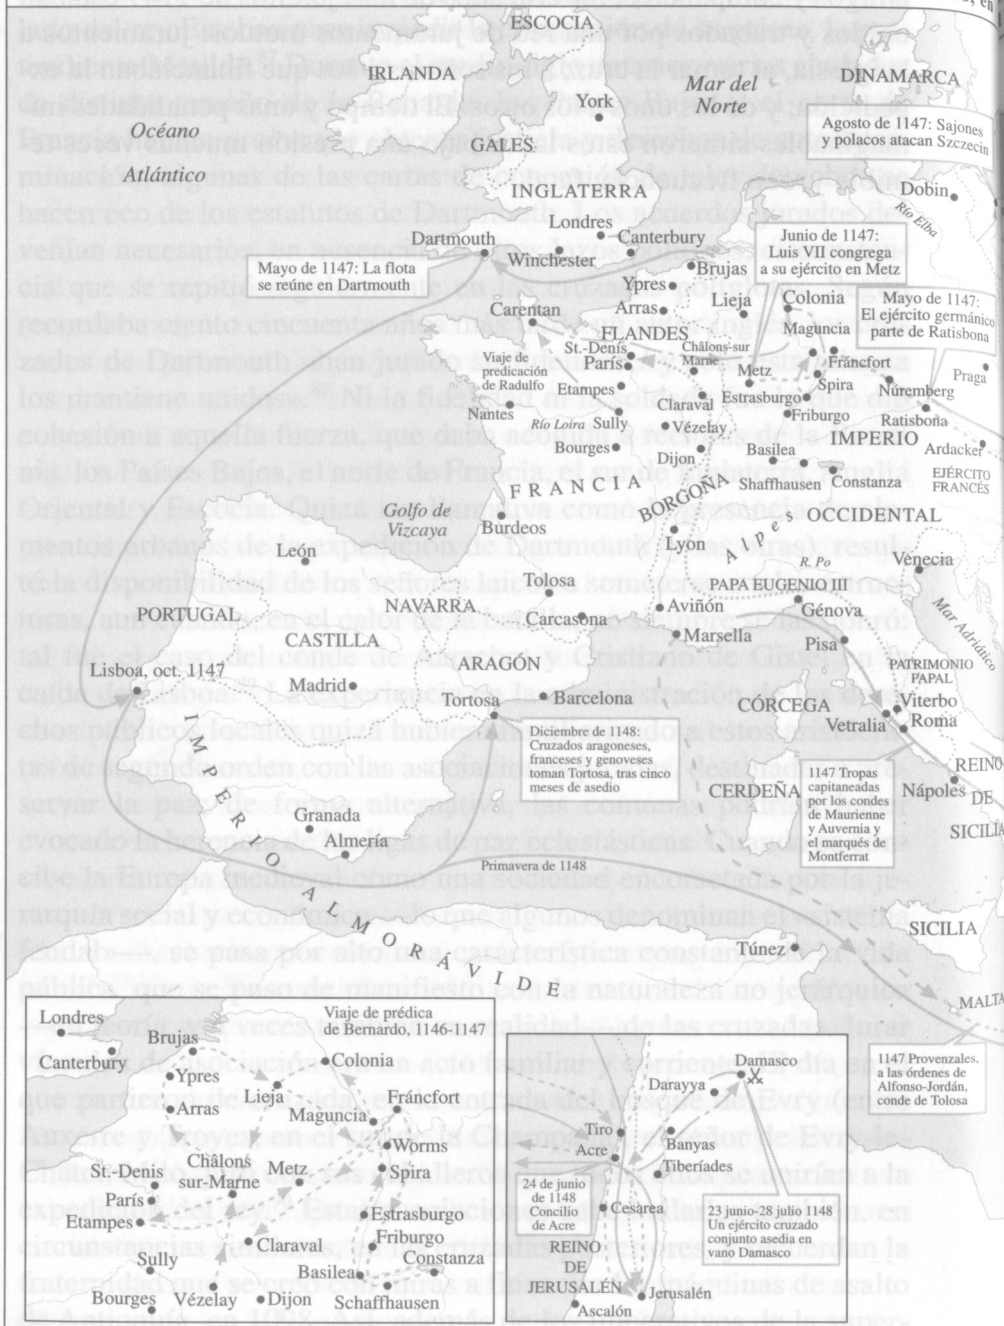 ESCOCIA
IRLANDA
Mar del
Norte
DINAMARCA
York
Océano
Atlántico
GALES
Agosto de 1147: Sajones
y polacos atacan Szczecin
INGLATERRA
Dobin
Río Elba
Londres
Dartmouth
Winchester
Canterbury
Junio de 1147:
Luis VII congrega
a su ejército en Metz
Mayo de 1147: La flota
se reúne en Dartmouth
Brujas
Ypres
Lieja
Colonia
Mayo de 1147:
El ejército germánico
parte de Ratisbona
Carentan
Arras
FLANDES
Maguncia
St-Denis
Châlons-sur
Marne
París
Metz
Fráncfort
Praga
Viaje de
predicación
de Radulfo
Etampes
Spira
Núremberg
Claraval
Estrasburgo
Nantes
Río Loira
Sully
Vézelay
Friburgo
Ratisbona
Bourges
Dijon
Basilea
IMPERIO
Ardacker
Shaffhausen
Constanza
EJÉRCITO
FRANCÉS
FRANCIA
BORGOÑA
Golfo de
Vizcaya
Burdeos
OCCIDENTAL
León
Lyon
ALPES
R. Po
Venecia
Tolosa
PAPA EUGENIO III
PORTUGAL
NAVARRA
Carcasona
Aviñón
Génova
Mar Adriático
CASTILLA
Marsella
Pisa
ARAGÓN
PATRIMONIO
PAPAL
Lisboa, oct. 1147
Madrid
Tortosa
Barcelona
CÓRCEGA
Viterbo
Vetralia
Roma
Diciembre de 1148:
Cruzados aragoneses,
franceses y genoveses
toman Tortosa, tras cinco
meses de asedio
IMPERIO ALMORÁVIDE
CERDEÑA
1147 Tropas
capitaneadas
por los condes
de Maurienne
y Auvernia y
el marqués de
Montferrat
REINO
Nápoles DE
SICILIA
Granada
Almería
Primavera de 1148
SICILIA
Túnez
MALTA
1147 Provenzales,
a las órdenes de
Alfonso-Jordán,
conde de Tolosa
Londres
Brujas
Viaje de prédica
de Bernardo, 1146-1147
Canterbury
Colonia
Ypres
Lieja
Fráncfort
Arras
Maguncia
Worms
St-Denis
Châlons
sur-Marne
Metz
Spira
París
Etampes
Estrasburgo
Claraval
Friburgo
Sully
Basilea
Constanza
Bourges
Vézelay
Dijon
Schaffhausen
Damasco
Darayya
Tiro
Banyas
Acre
Tiberíades
24 de junio
de 1148
Concilio
de Acre
Cesárea
23 junio-28 julio 1148
Un ejército cruzado
conjunto asedia en
vano Damasco
REINO
DE
JERUSALÉN
Jerusalén
Ascalón